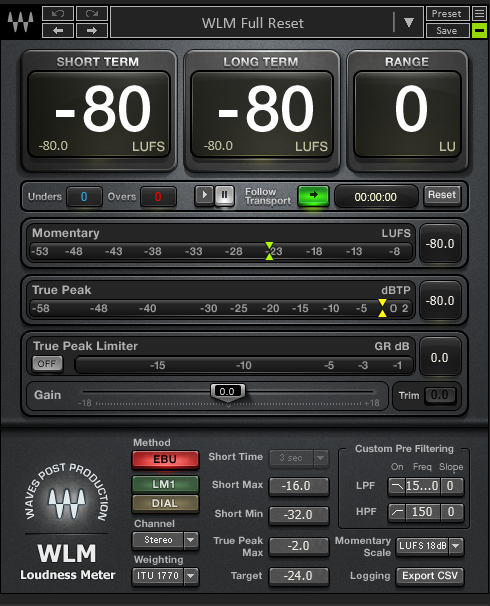 WLM Full Reset
Preset
Save
SHORT TERM LONG TERM RANGE
-80 -80 0
-80.0 LUFS -80.0 LUFS LU
Unders 0 Overs 0 Follow Transport 00:00:00 Reset
Momentary LUFS -80.0
-53 -48 -43 -38 -33 -28 -23 -18 -13 -8
True Peak dBTP -80.0
-58 -48 -40 -30 -25 -20 -15 -10 -5 0 2
True Peak Limiter GR dB 0.0
OFF -15 -10 -5 -3 -1
Gain 0.0 Trim 0.0
-18 0 +18
WAVES POST PRODUCTION
WLM
Loudness Meter
Method
EBU
LM1
DIAL
Channel
Stereo
Weighting
ITU 1770
Short Time 3 sec
Short Max -16.0
Short Min -32.0
True Peak Max -2.0
Target -24.0
Custom Pre Filtering
On Freq Slope
LPF 15...0 0
HPF 150 0
Momentary Scale LUFS 18dB
Logging Export CSV